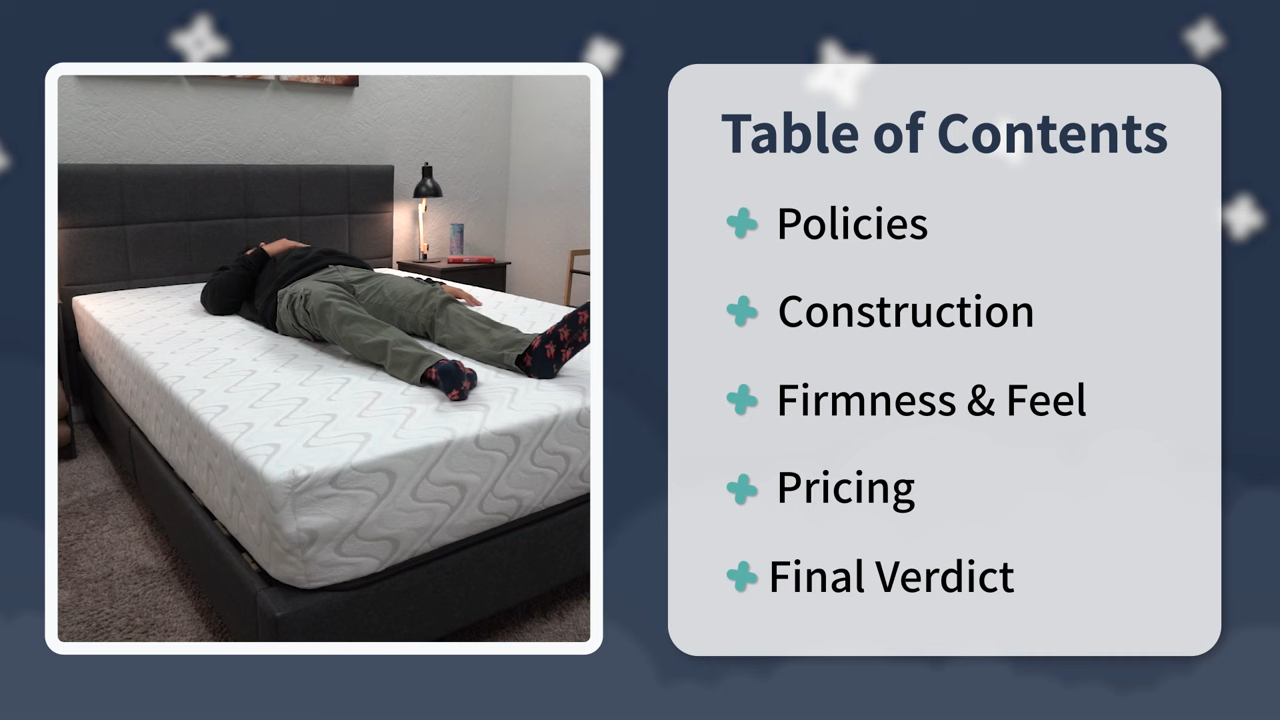 Table of Contents
Policies
Construction
Firmness & Feel
Pricing
Final Verdict